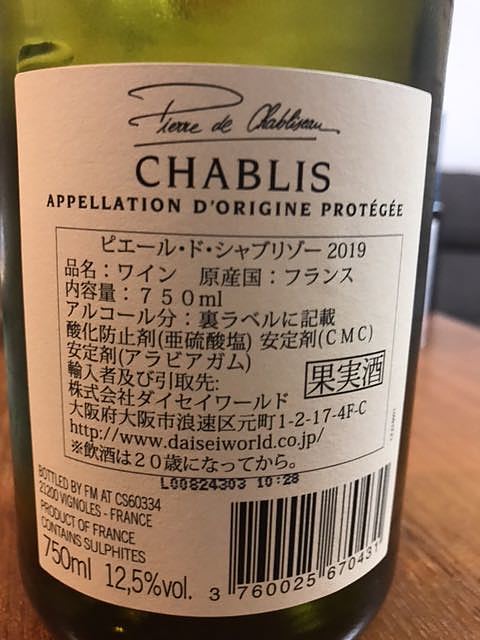 Pierre de Chabliseau
CHABLIS
APPELLATION D'ORIGINE PROTÉGÉE
ピエール・ド・シャブリゾー 2019
品名：ワイン 原産国：フランス
内容量：７５０ml
アルコール分：裏ラベルに記載
酸化防止剤(亜硫酸塩) 安定剤(CMC)
安定剤(アラビアガム)
輸入者及び引取先:
果実酒
株式会社ダイセイワールド
大阪府大阪市浪速区元町1-2-17-4F-C
http://www.daiseiworld.co.jp/
※飲酒は２０歳になってから。
L00824303 10:28
BOTTLED BY FM AT CS60334
21200 VIGNOLES - FRANCE
PRODUCT OF FRANCE
CONTAINS SULPHITES
750ml 12,5%vol.
3 760025 670431